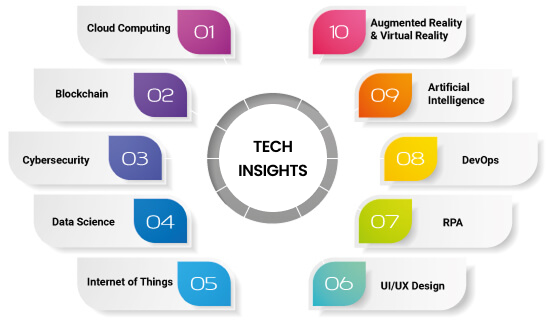 Cloud Computing
01
Blockchain
02
Cybersecurity
03
Data Science
04
Internet of Things
05
TECH
INSIGHTS
10
Augmented Reality
& Virtual Reality
09
Artificial
Intelligence
08
DevOps
07
RPA
06
UI/UX Design